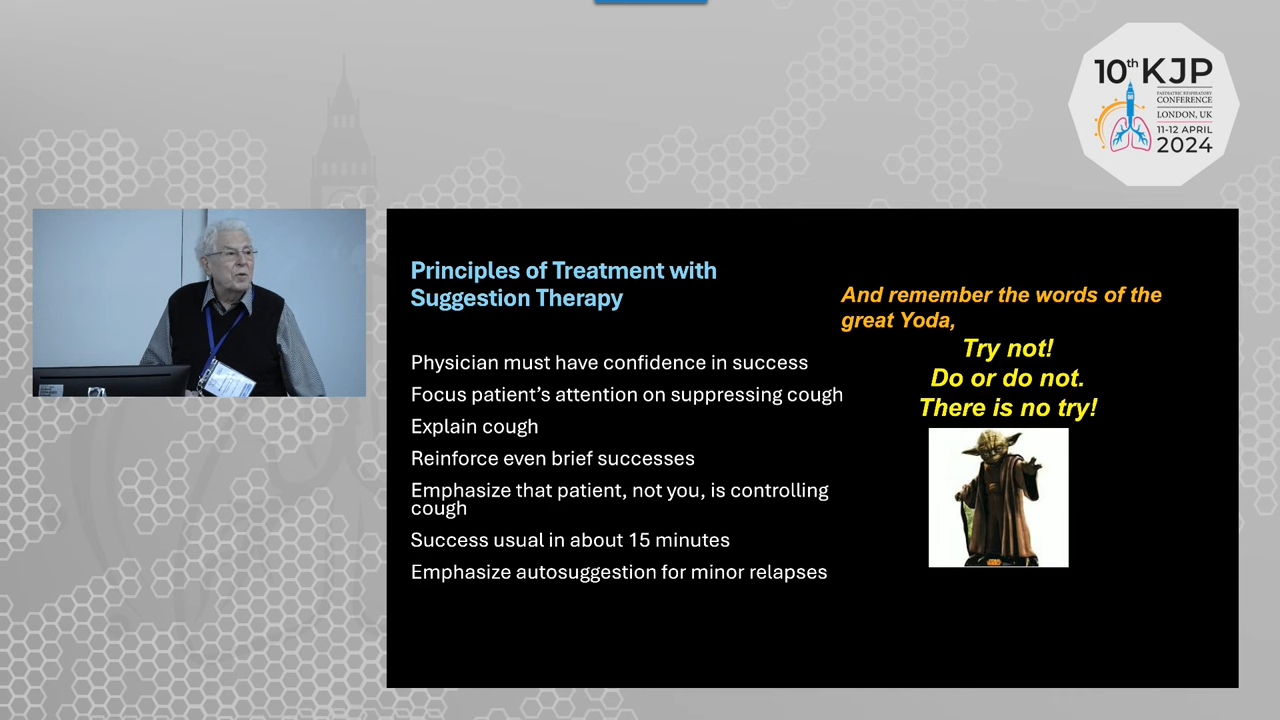 10th KJP
PAEDIATRIC RESPIRATORY
CONFERENCE
LONDON, UK
11-12 APRIL
2024
Principles of Treatment with
Suggestion Therapy
Physician must have confidence in success
Focus patient’s attention on suppressing cough
Explain cough
Reinforce even brief successes
Emphasize that patient, not you, is controlling
cough
Success usual in about 15 minutes
Emphasize autosuggestion for minor relapses
And remember the words of the
great Yoda,
Try not!
Do or do not.
There is no try!